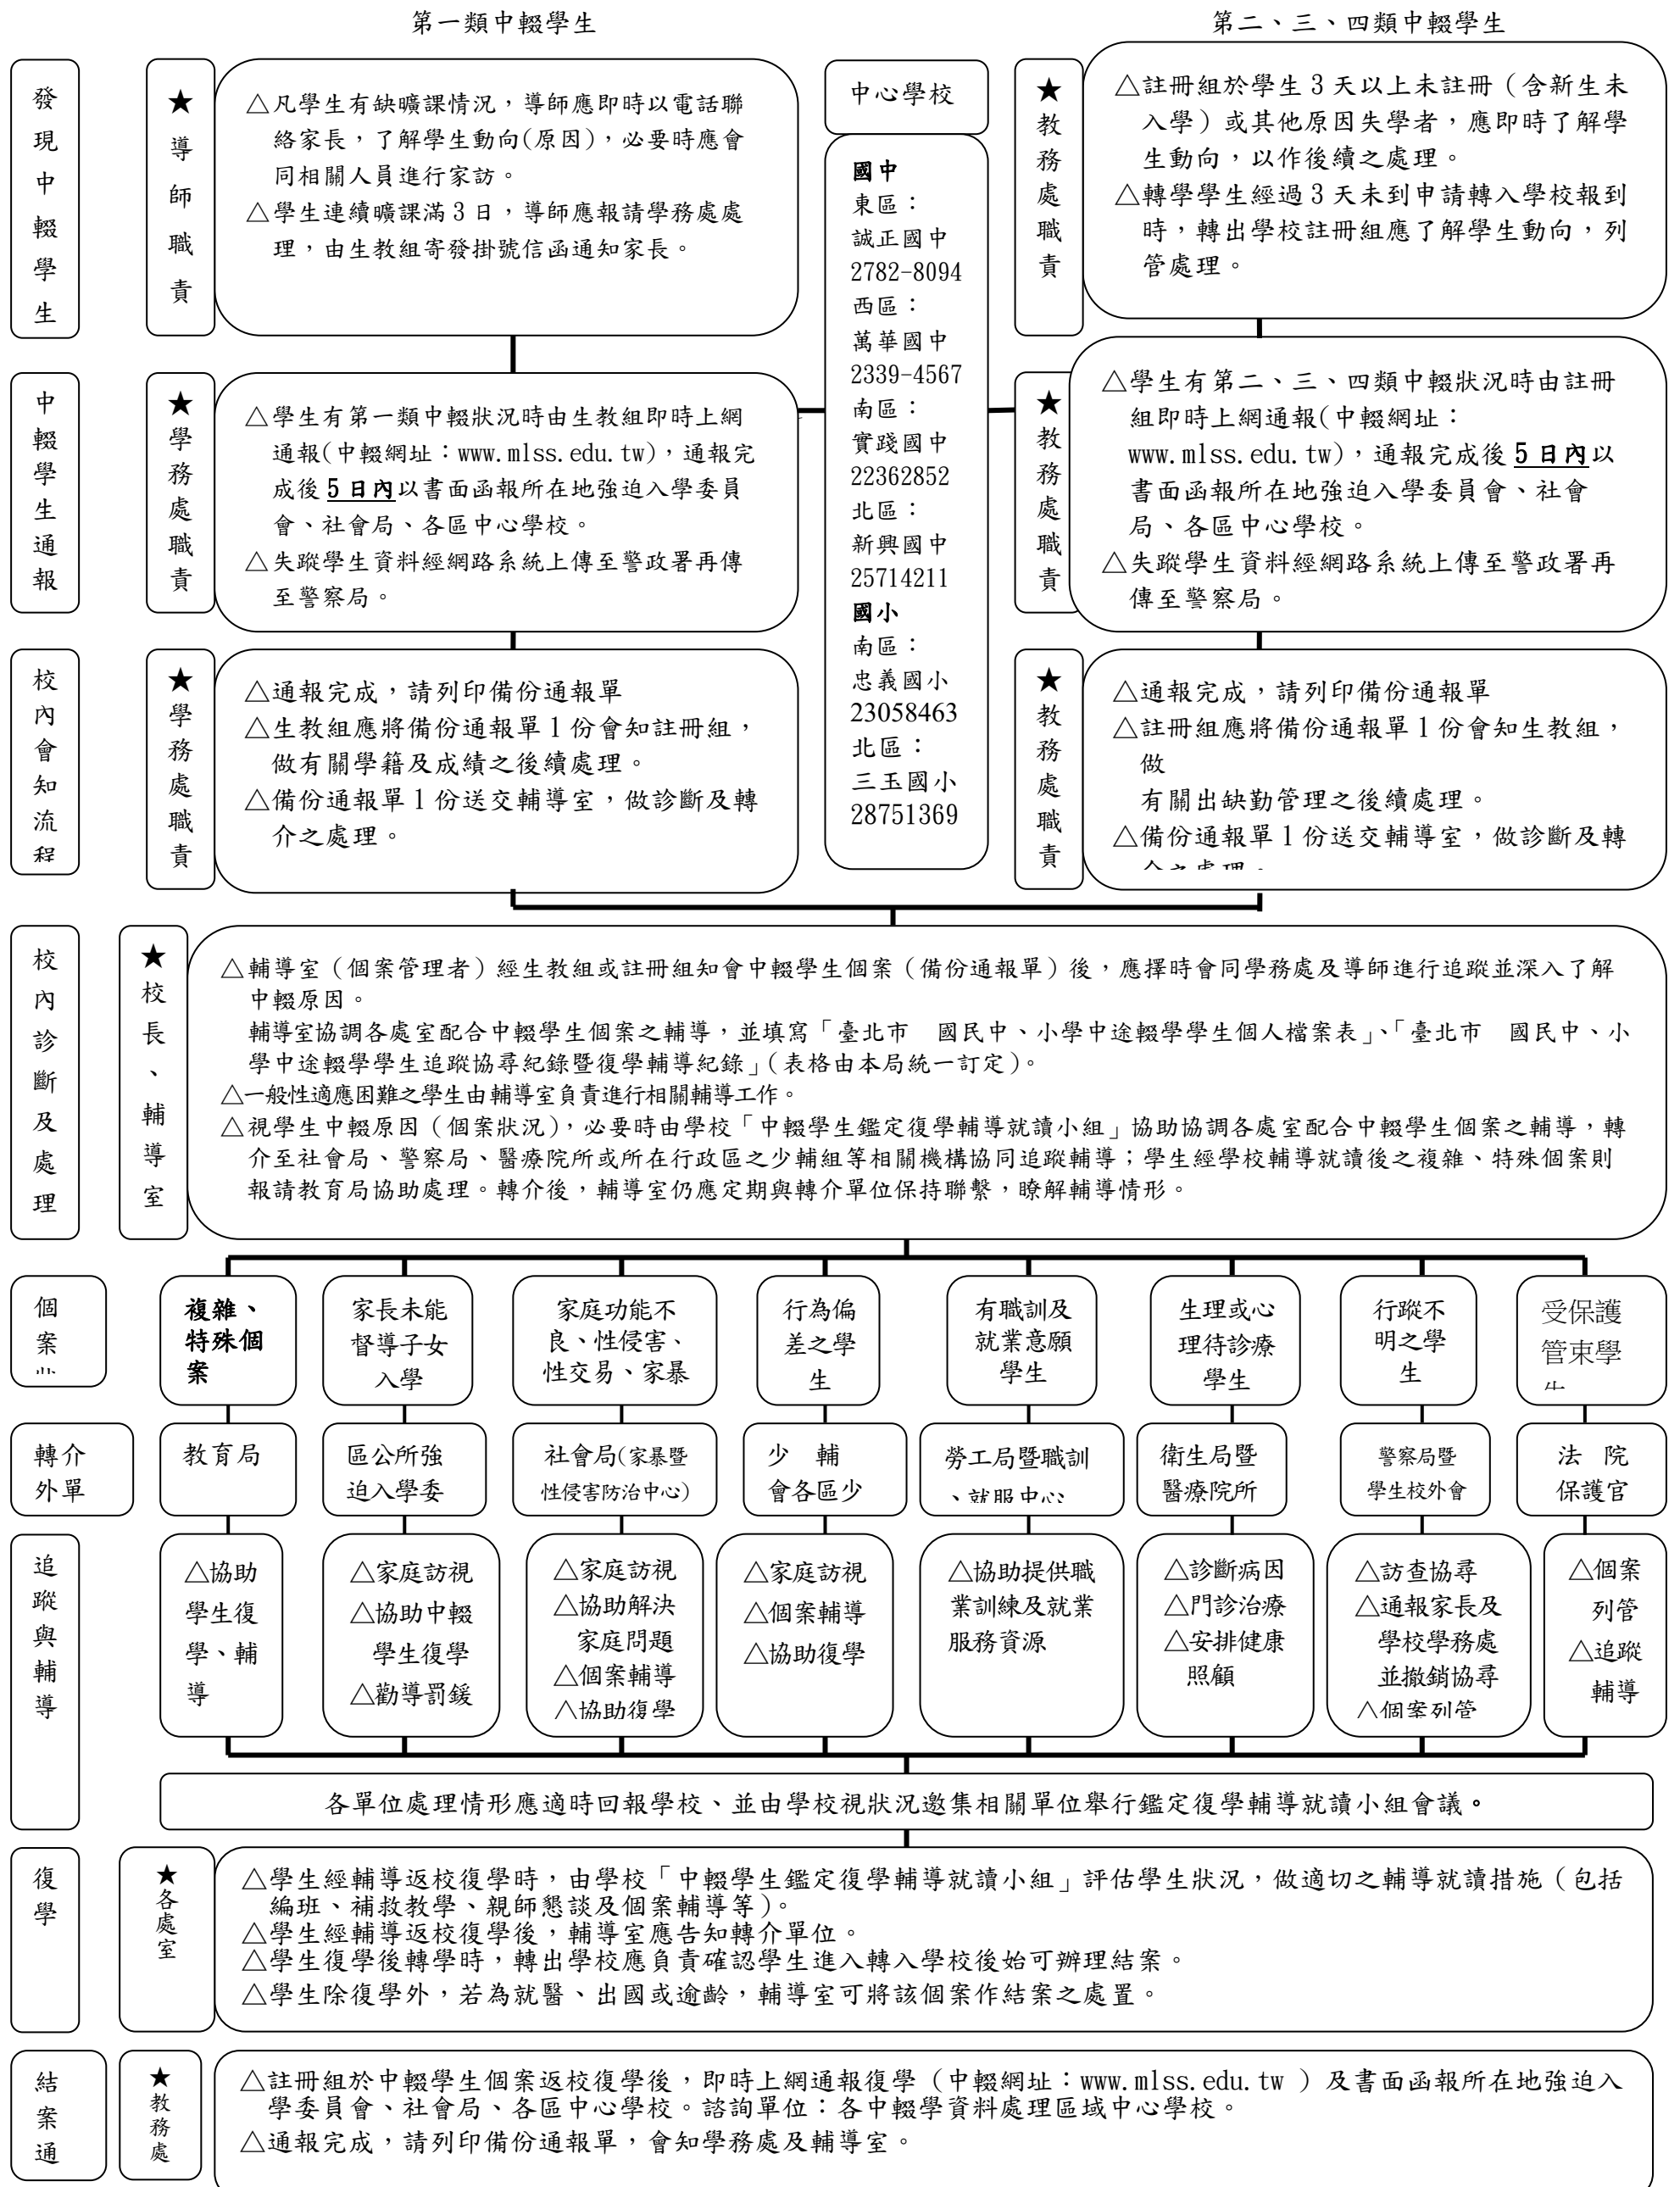 第一類中輟學生
第二、三、四類中輟學生
發現中輟學生
★導師職責
△凡學生有缺曠課情況，導師應即時以電話聯
絡家長，了解學生動向(原因)，必要時應會
同相關人員進行家訪。
△學生連續曠課滿3日，導師應報請學務處處
理，由生教組寄發掛號信函通知家長。
中心學校
國中
東區：
誠正國中
2782-8094
西區：
萬華國中
2339-4567
南區：
實踐國中
22362852
北區：
新興國中
25714211
國小
南區：
忠義國小
23058463
北區：
三玉國小
28751369
★教務處職責
△註冊組於學生3天以上未註冊（含新生未
入學）或其他原因失學者，應即時了解學
生動向，以作後續之處理。
△轉學學生經過3天未到申請轉入學校報到
時，轉出學校註冊組應了解學生動向，列
管處理。
中輟學生通報
★學務處職責
△學生有第一類中輟狀況時由生教組即時上網
通報(中輟網址：www.mlss.edu.tw)，通報完
成後5日內以書面函報所在地強迫入學委員
會、社會局、各區中心學校。
△失蹤學生資料經網路系統上傳至警政署再傳
至警察局。
★教務處職責
△學生有第二、三、四類中輟狀況時由註冊
組即時上網通報(中輟網址：
www.mlss.edu.tw)，通報完成後5日內以
書面函報所在地強迫入學委員會、社會
局、各區中心學校。
△失蹤學生資料經網路系統上傳至警政署再
傳至警察局。
校內會知流程
★學務處職責
△通報完成，請列印備份通報單
△生教組應將備份通報單1份會知註冊組，
做有關學籍及成績之後續處理。
△備份通報單1份送交輔導室，做診斷及轉
介之處理。
★教務處職責
△通報完成，請列印備份通報單
△註冊組應將備份通報單1份會知生教組，
做
有關出缺勤管理之後續處理。
△備份通報單1份送交輔導室，做診斷及轉
介之處理。
校內診斷及處理
★校長、輔導室
△輔導室（個案管理者）經生教組或註冊組知會中輟學生個案（備份通報單）後，應擇時會同學務處及導師進行追蹤並深入了解
中輟原因。
輔導室協調各處室配合中輟學生個案之輔導，並填寫「臺北市　國民中、小學中途輟學學生個人檔案表」、「臺北市　國民中、小
學中途輟學學生追蹤協尋紀錄暨復學輔導紀錄」(表格由本局統一訂定)。
△一般性適應困難之學生由輔導室負責進行相關輔導工作。
△視學生中輟原因（個案狀況），必要時由學校「中輟學生鑑定復學輔導就讀小組」協助協調各處室配合中輟學生個案之輔導，轉
介至社會局、警察局、醫療院所或所在行政區之少輔組等相關機構協同追蹤輔導；學生經學校輔導就讀後之複雜、特殊個案則
報請教育局協助處理。轉介後，輔導室仍應定期與轉介單位保持聯繫，瞭解輔導情形。
個案
複雜、
特殊個
案
家長未能
督導子女
入學
家庭功能不
良、性侵害、
性交易、家暴
行為偏
差之學
生
有職訓及
就業意願
學生
生理或心
理待診療
學生
行蹤不
明之學
生
受保護
管束學
生
轉介
外單
教育局
區公所強
迫入學委
社會局(家暴暨
性侵害防治中心)
少　輔
會各區少
勞工局暨職訓
、就服中心
衛生局暨
醫療院所
警察局暨
學生校外會
法　院
保護官
追蹤與輔導
△協助
學生復
學、輔
導
△家庭訪視
△協助中輟
學生復學
△勸導罰鍰
△家庭訪視
△協助解決
家庭問題
△個案輔導
△協助復學
△家庭訪視
△個案輔導
△協助復學
△協助提供職
業訓練及就業
服務資源
△診斷病因
△門診治療
△安排健康
照顧
△訪查協尋
△通報家長及
學校學務處
並撤銷協尋
△個案列管
△個案
列管
△追蹤
輔導
各單位處理情形應適時回報學校、並由學校視狀況邀集相關單位舉行鑑定復學輔導就讀小組會議。
復學
★各處室
△學生經輔導返校復學時，由學校「中輟學生鑑定復學輔導就讀小組」評估學生狀況，做適切之輔導就讀措施（包括
編班、補救教學、親師懇談及個案輔導等）。
△學生經輔導返校復學後，輔導室應告知轉介單位。
△學生復學後轉學時，轉出學校應負責確認學生進入轉入學校後始可辦理結案。
△學生除復學外，若為就醫、出國或逾齡，輔導室可將該個案作結案之處置。
結案通
★教務處
△註冊組於中輟學生個案返校復學後，即時上網通報復學（中輟網址：www.mlss.edu.tw ）及書面函報所在地強迫入
學委員會、社會局、各區中心學校。諮詢單位：各中輟學資料處理區域中心學校。
△通報完成，請列印備份通報單，會知學務處及輔導室。